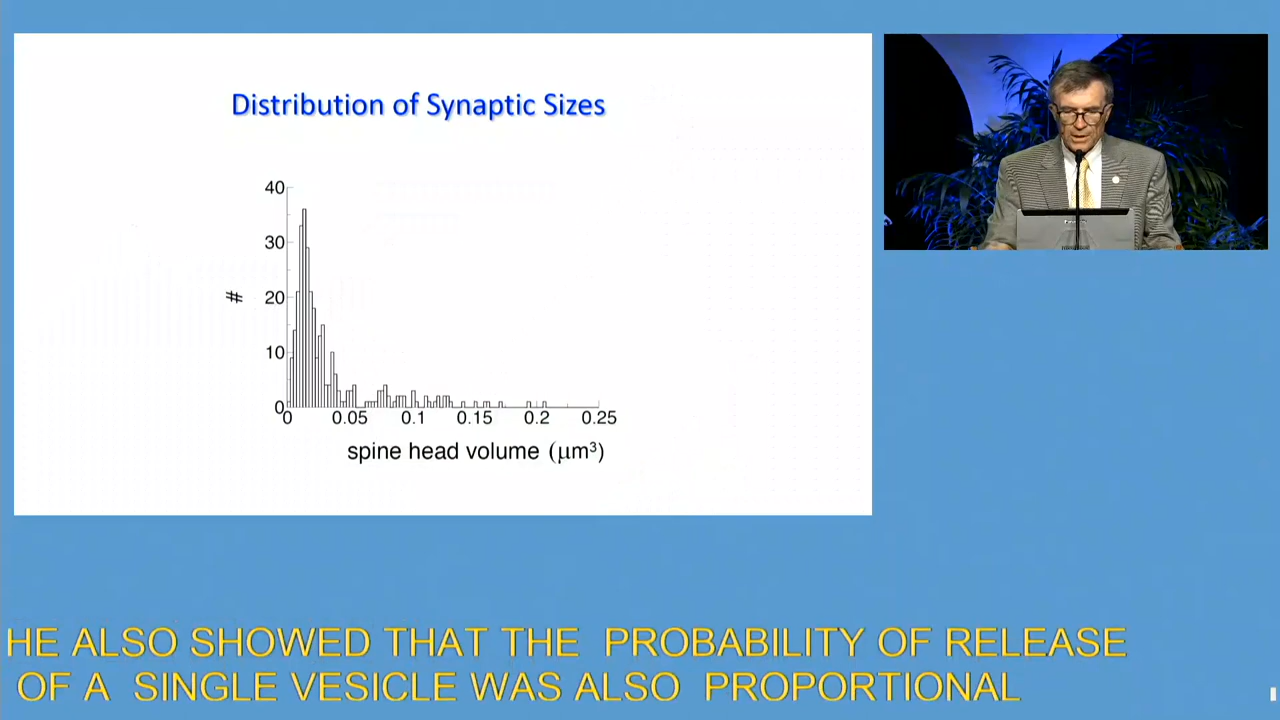 Distribution of Synaptic Sizes
40
30
20
10
0
#
0 0.05 0.1 0.15 0.2 0.25
spine head volume (μm³)
HE ALSO SHOWED THAT THE PROBABILITY OF RELEASE
OF A SINGLE VESICLE WAS ALSO PROPORTIONAL